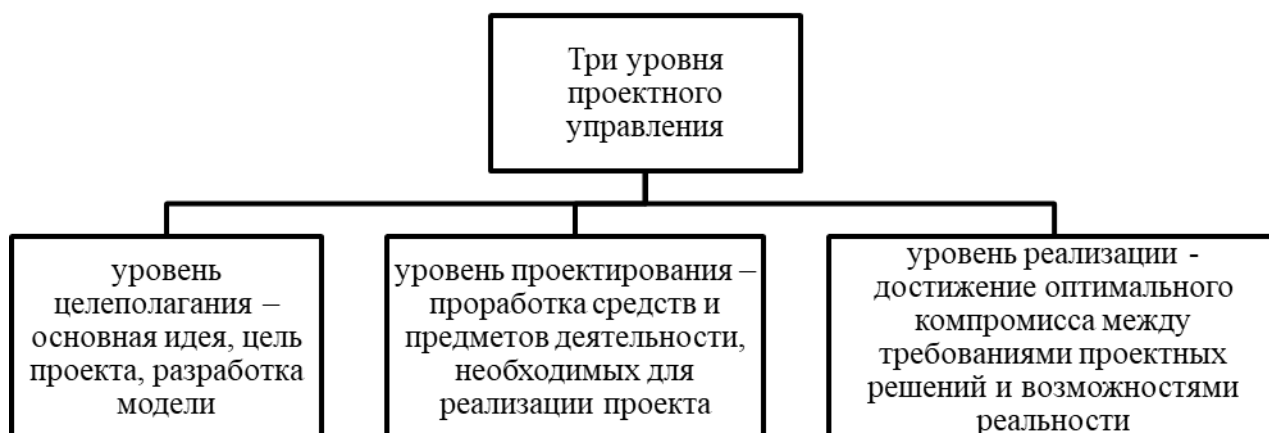 Три уровня
проектного
управления
уровень
целеполагания –
основная идея, цель
проекта, разработка
модели
уровень проектирования –
проработка средств и
предметов деятельности,
необходимых для
реализации проекта
уровень реализации -
достижение оптимального
компромисса между
требованиями проектных
решений и возможностями
реальности